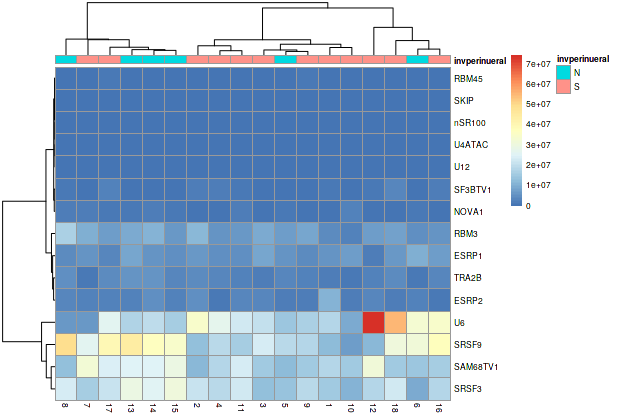 invperinueral
7e+07
6e+07
5e+07
4e+07
3e+07
2e+07
1e+07
0
invperinueral
N
S
RBM45
SKIP
nSR100
U4ATAC
U12
SF3BTV1
NOVA1
RBM3
ESRP1
TRA2B
ESRP2
U6
SRSF9
SAM68TV1
SRSF3
8 7 17 13 14 15 2 4 11 3 5 9 1 10 12 18 6 16